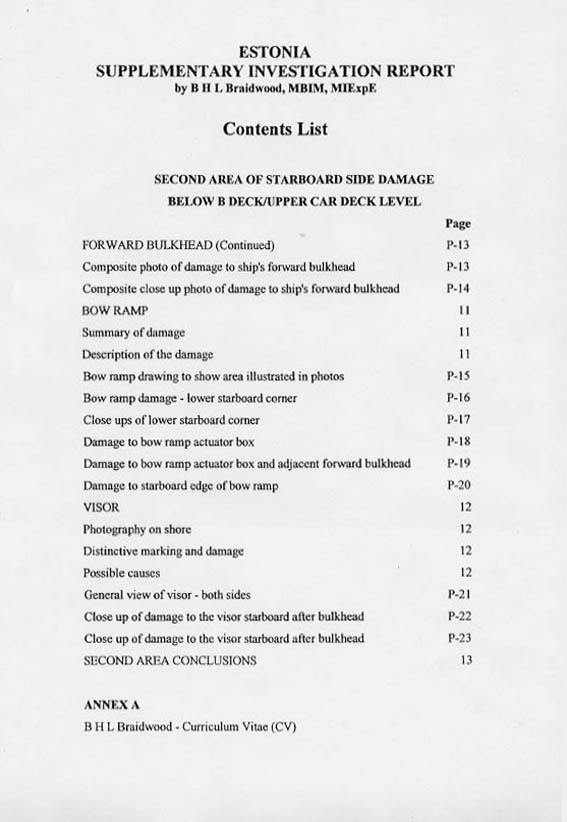 ESTONIA
SUPPLEMENTARY INVESTIGATION REPORT
by B H L Braidwood, MBIM, MIExpE
Contents List
SECOND AREA OF STARBOARD SIDE DAMAGE
BELOW B DECK/UPPER CAR DECK LEVEL
Page
FORWARD BULKHEAD (Continued) P-13
Composite photo of damage to ship's forward bulkhead P-13
Composite close up photo of damage to ship's forward bulkhead P-14
BOW RAMP 11
Summary of damage 11
Description of the damage 11
Bow ramp drawing to show area illustrated in photos P-15
Bow ramp damage - lower starboard corner P-16
Close ups of lower starboard corner P-17
Damage to bow ramp actuator box P-18
Damage to bow ramp actuator box and adjacent forward bulkhead P-19
Damage to starboard edge of bow ramp P-20
VISOR 12
Photography on shore 12
Distinctive marking and damage 12
Possible causes 12
General view of visor - both sides P-21
Close up of damage to the visor starboard after bulkhead P-22
Close up of damage to the visor starboard after bulkhead P-23
SECOND AREA CONCLUSIONS 13
ANNEX A
B H L Braidwood - Curriculum Vitae (CV)